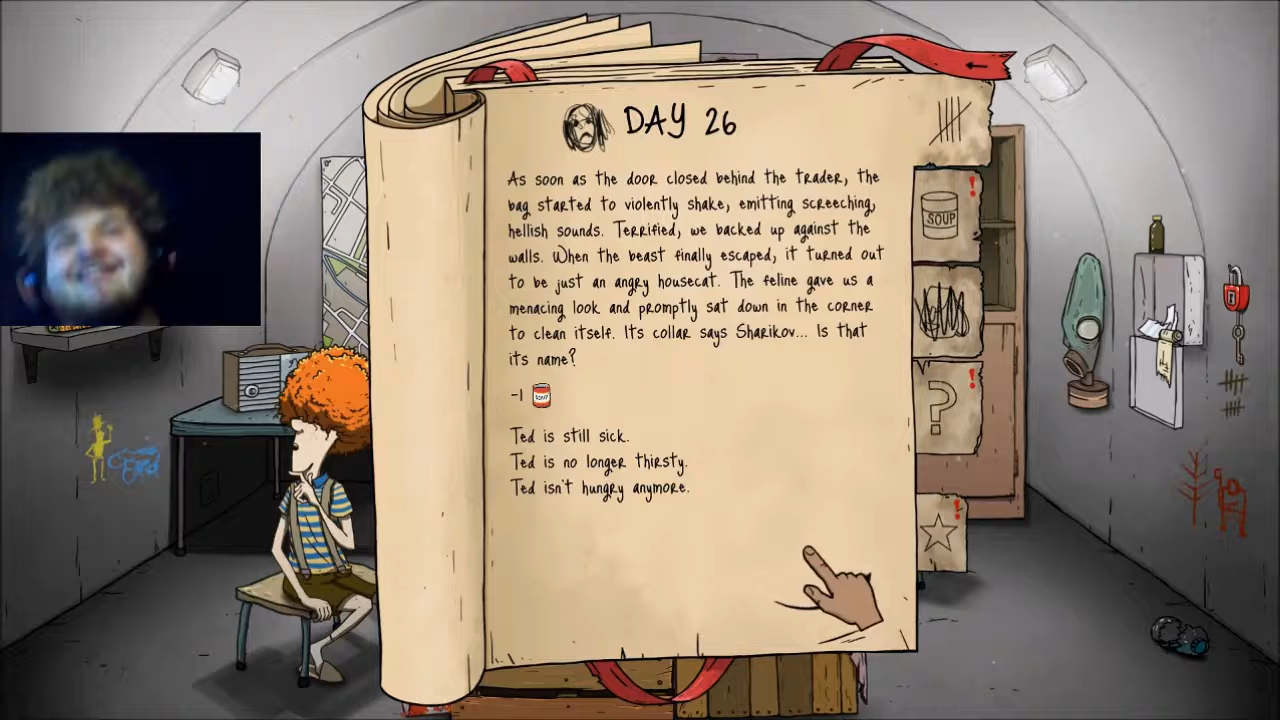 DAY 26
As soon as the door closed behind the trader, the
bag started to violently shake, emitting screeching,
hellish sounds. Terrified, we backed up against the
walls. When the beast finally escaped, it turned out
to be just an angry housecat. The feline gave us a
menacing look and promptly sat down in the corner
to clean itself. Its collar says Sharikov... Is that
its name?
-1
SOUP
Ted is still sick.
Ted is no longer thirsty.
Ted isn't hungry anymore.
SOUP
!
!
?
!